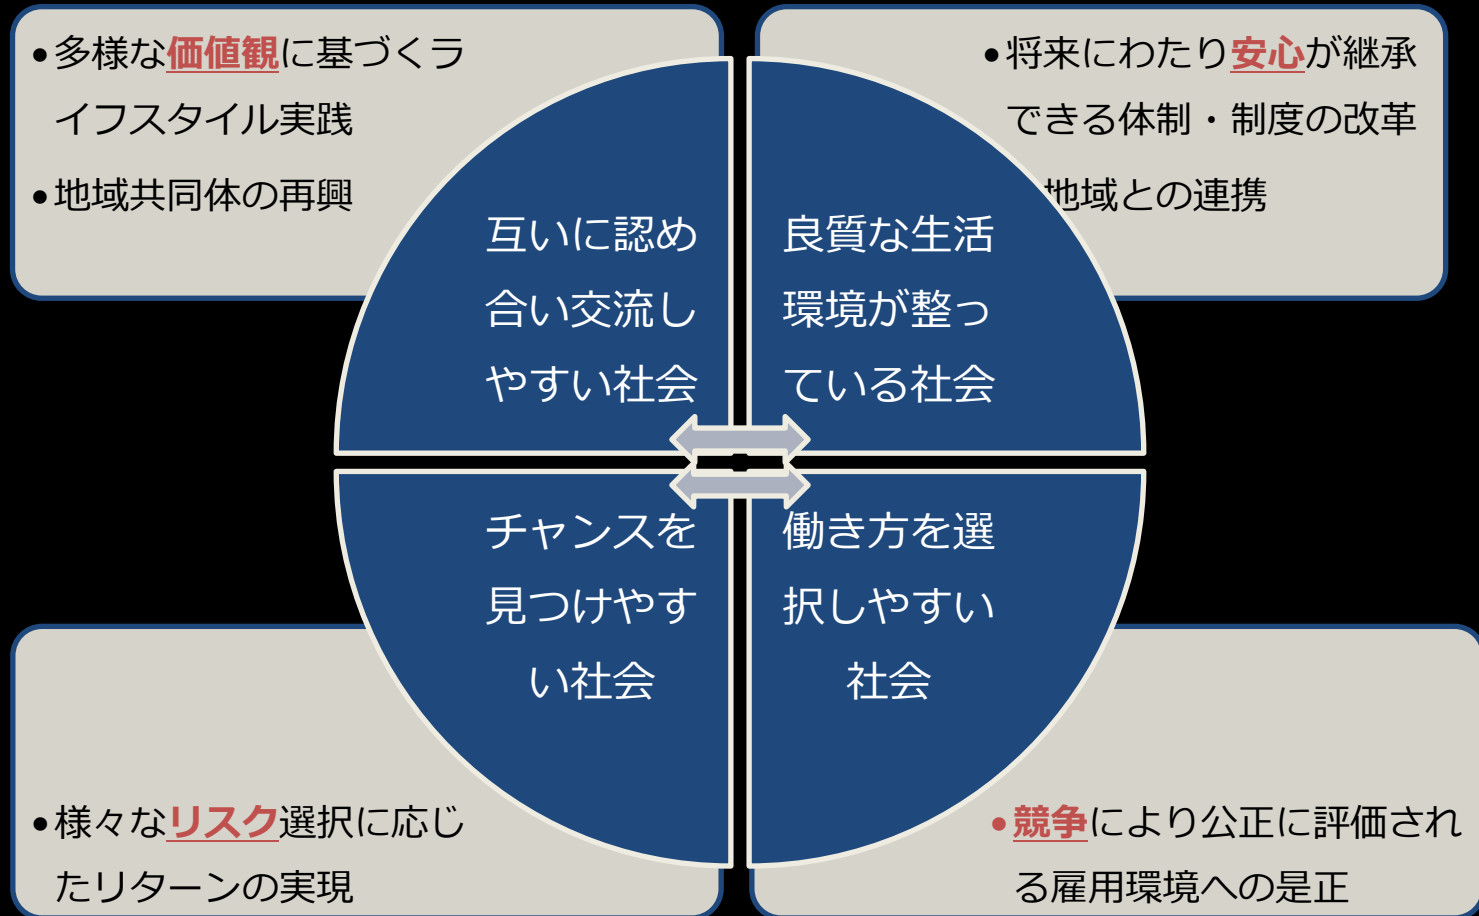 •多様な価値観に基づくラ
イフスタイル実践
•地域共同体の再興
•将来にわたり安心が継承
できる体制・制度の改革
地域との連携
互いに認め
合い交流し
やすい社会
良質な生活
環境が整っ
ている社会
チャンスを
見つけやす
い社会
働き方を選
択しやすい
社会
•様々なリスク選択に応じ
たリターンの実現
•競争により公正に評価され
る雇用環境への是正